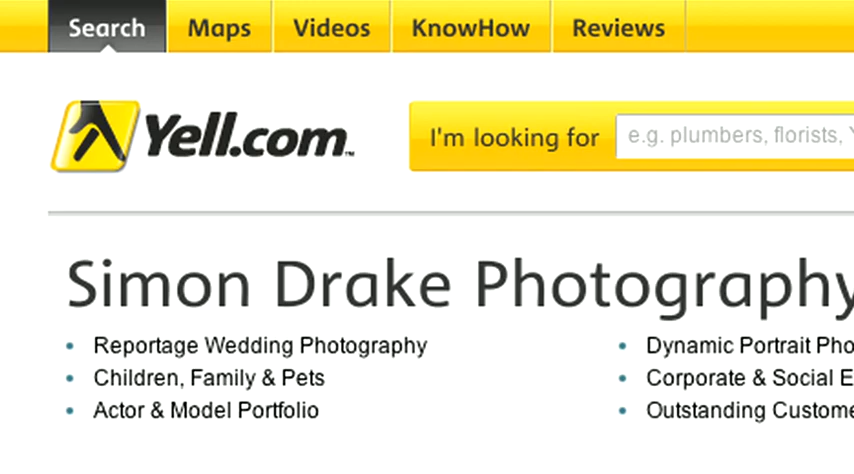 Search Maps Videos KnowHow Reviews
Yell.com™
I'm looking for e.g. plumbers, florists,
Simon Drake Photography
Reportage Wedding Photography
Dynamic Portrait
Children, Family & Pets
Corporate & Social
Actor & Model Portfolio
Outstanding